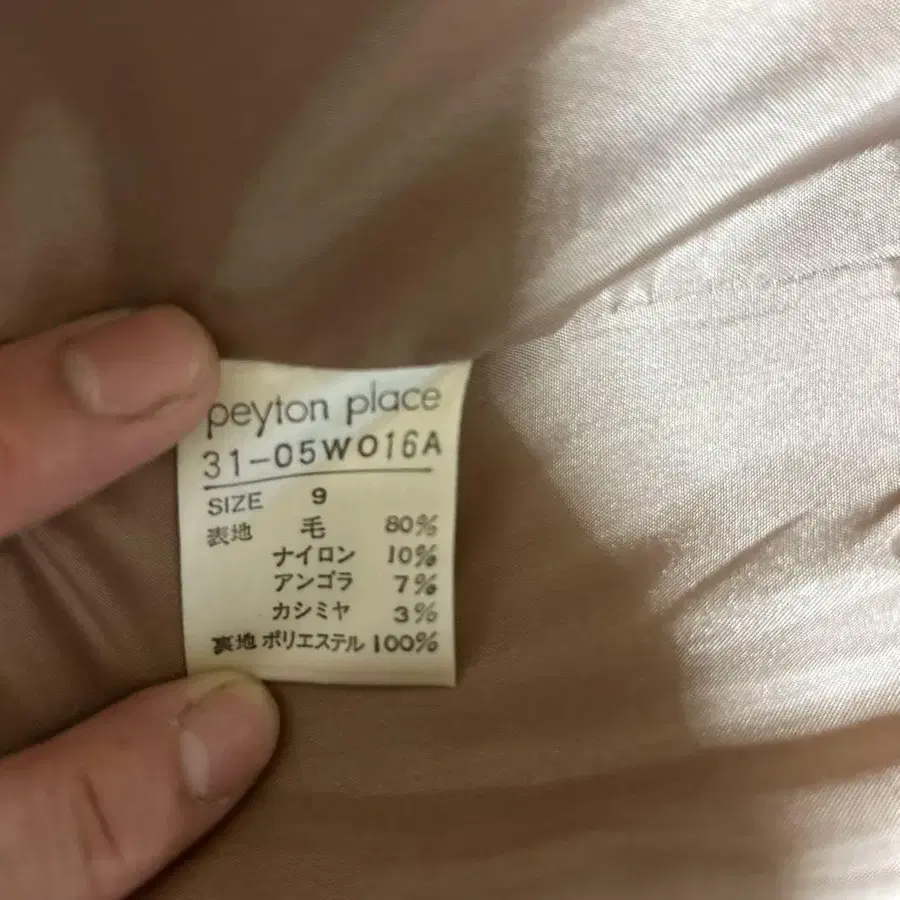 peyton place
31-05W016A
SIZE 9
表地 毛 80%
ナイロン 10%
アンゴラ 7%
カシミヤ 3%
裏地 ポリエステル 100%